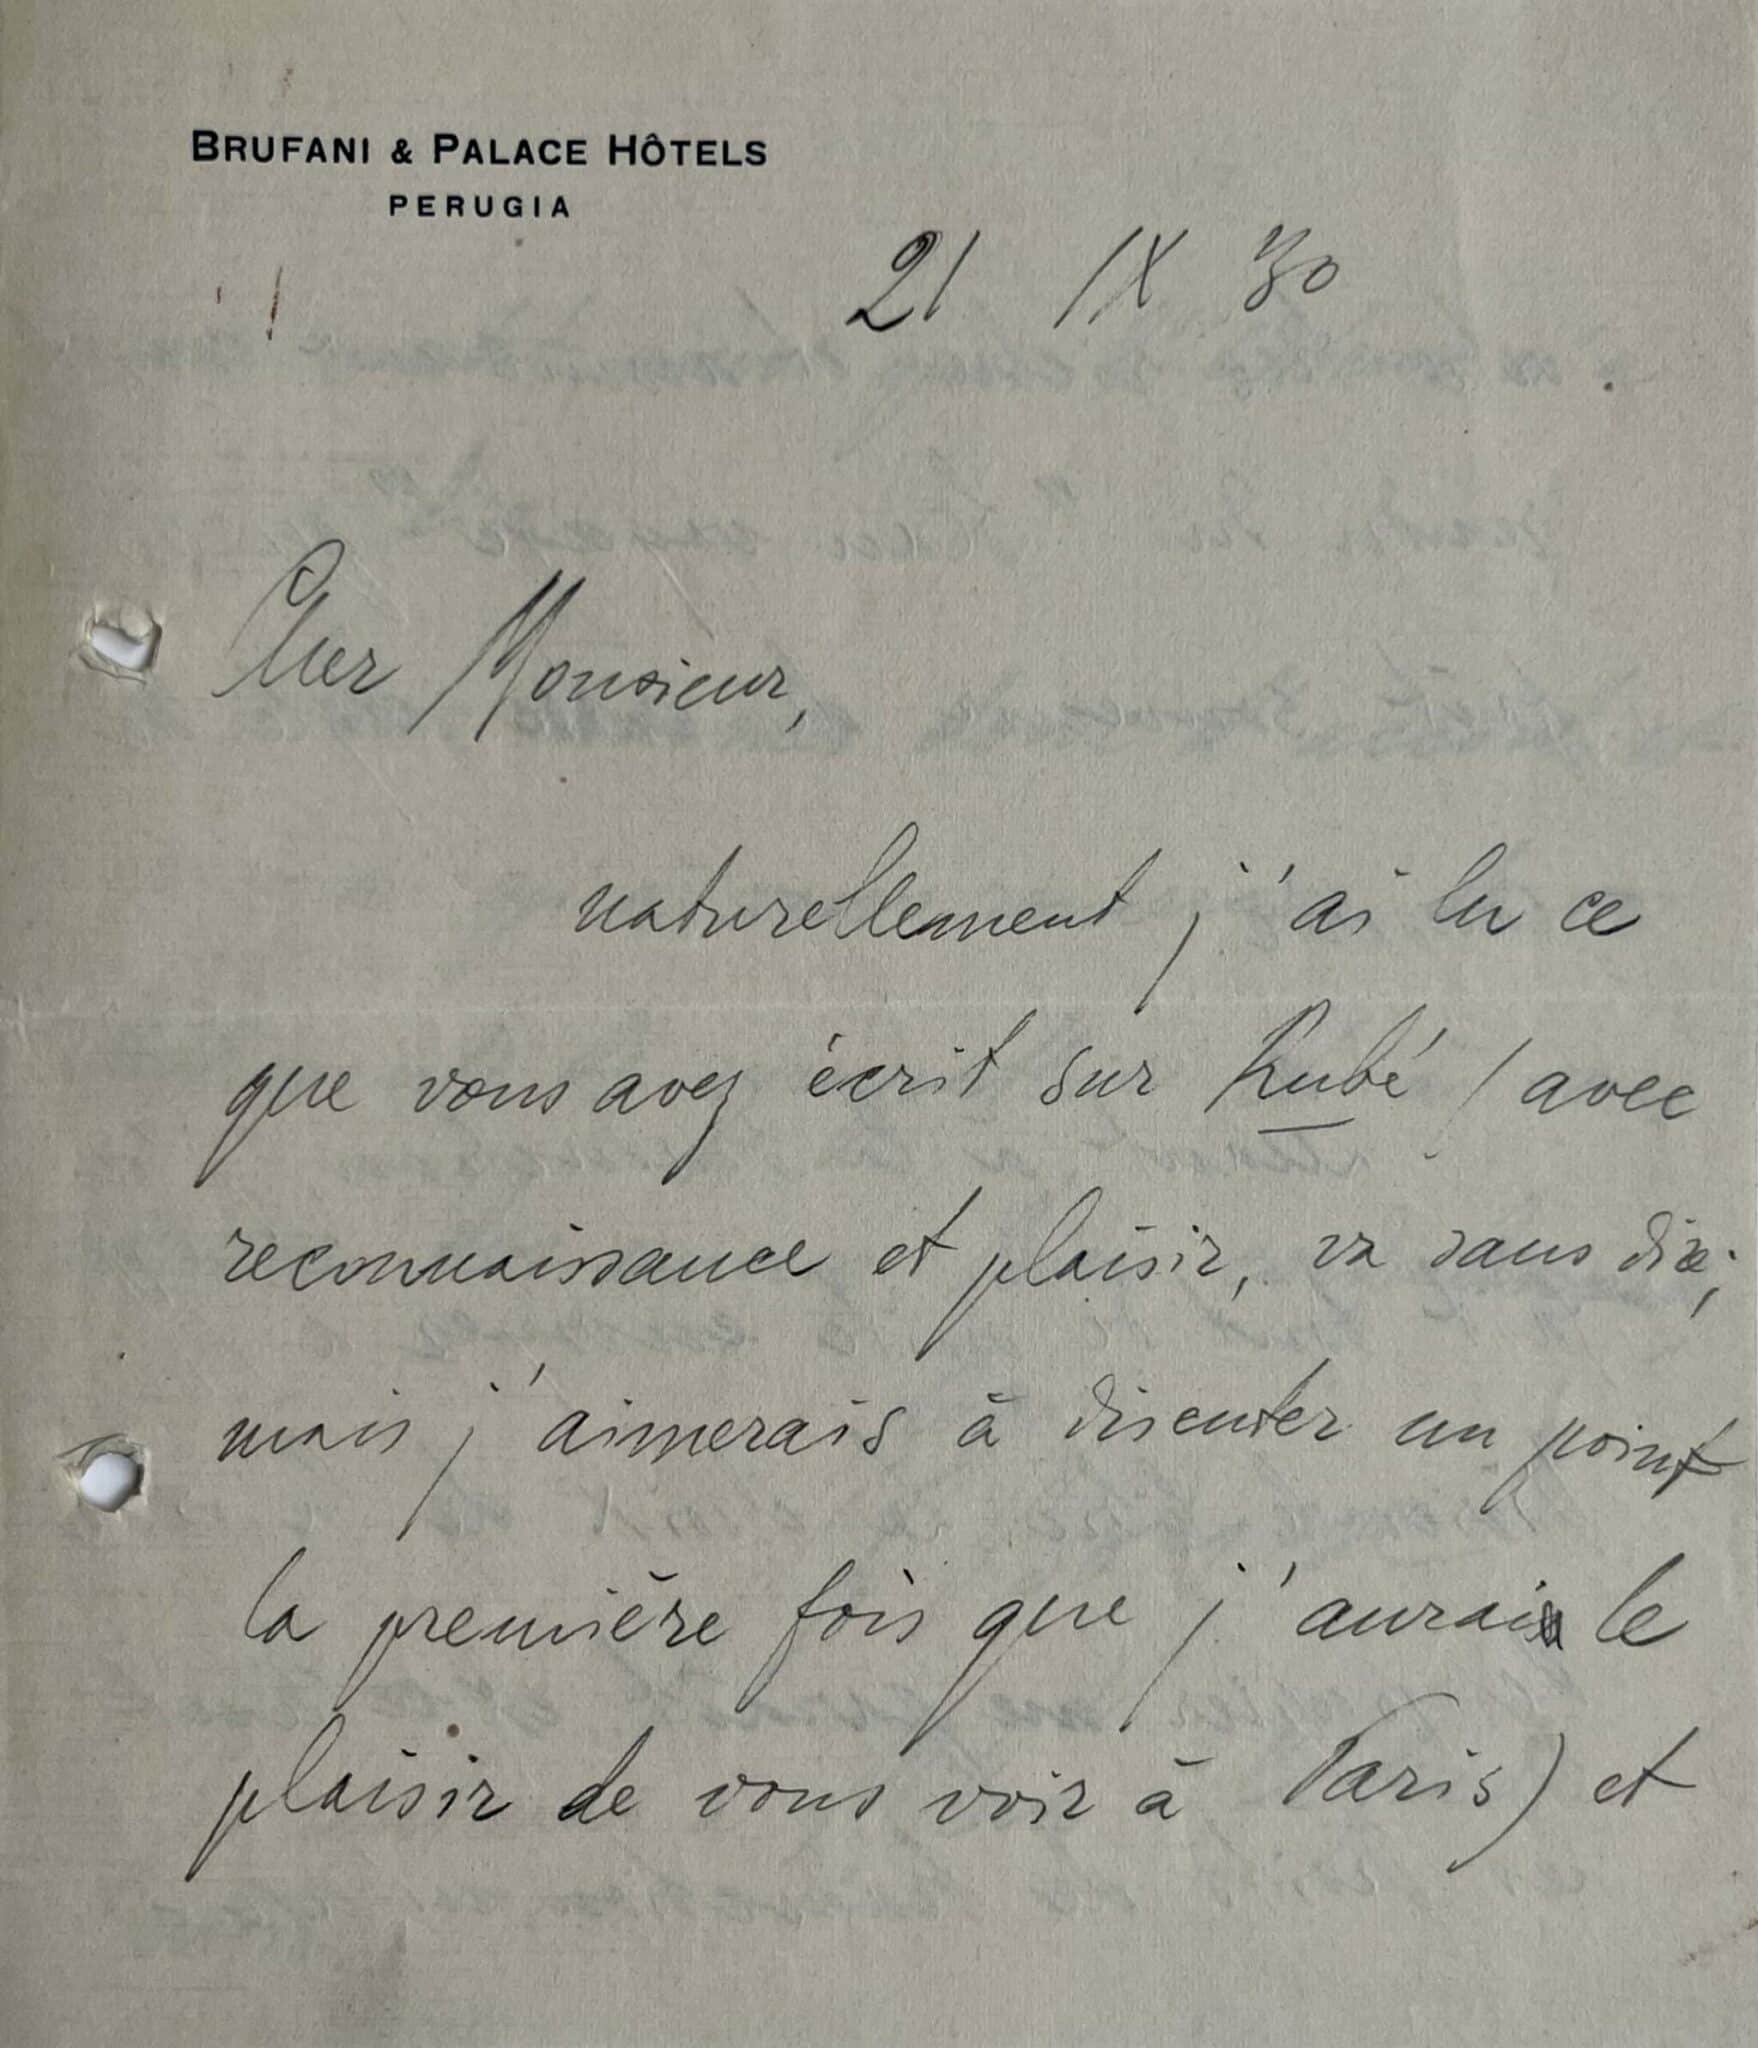 BRUFANI & PALACE HÔTELS
PERUGIA
21 IX 30
Cher Monsieur,
naturellement j'ai lu ce
que vous avez écrit sur Rubé (avec
reconnaissance et plaisir, va sans dire;
mais j'aimerais à discuter un point
la première fois que j'aurai le
plaisir de vous voir à Paris) et